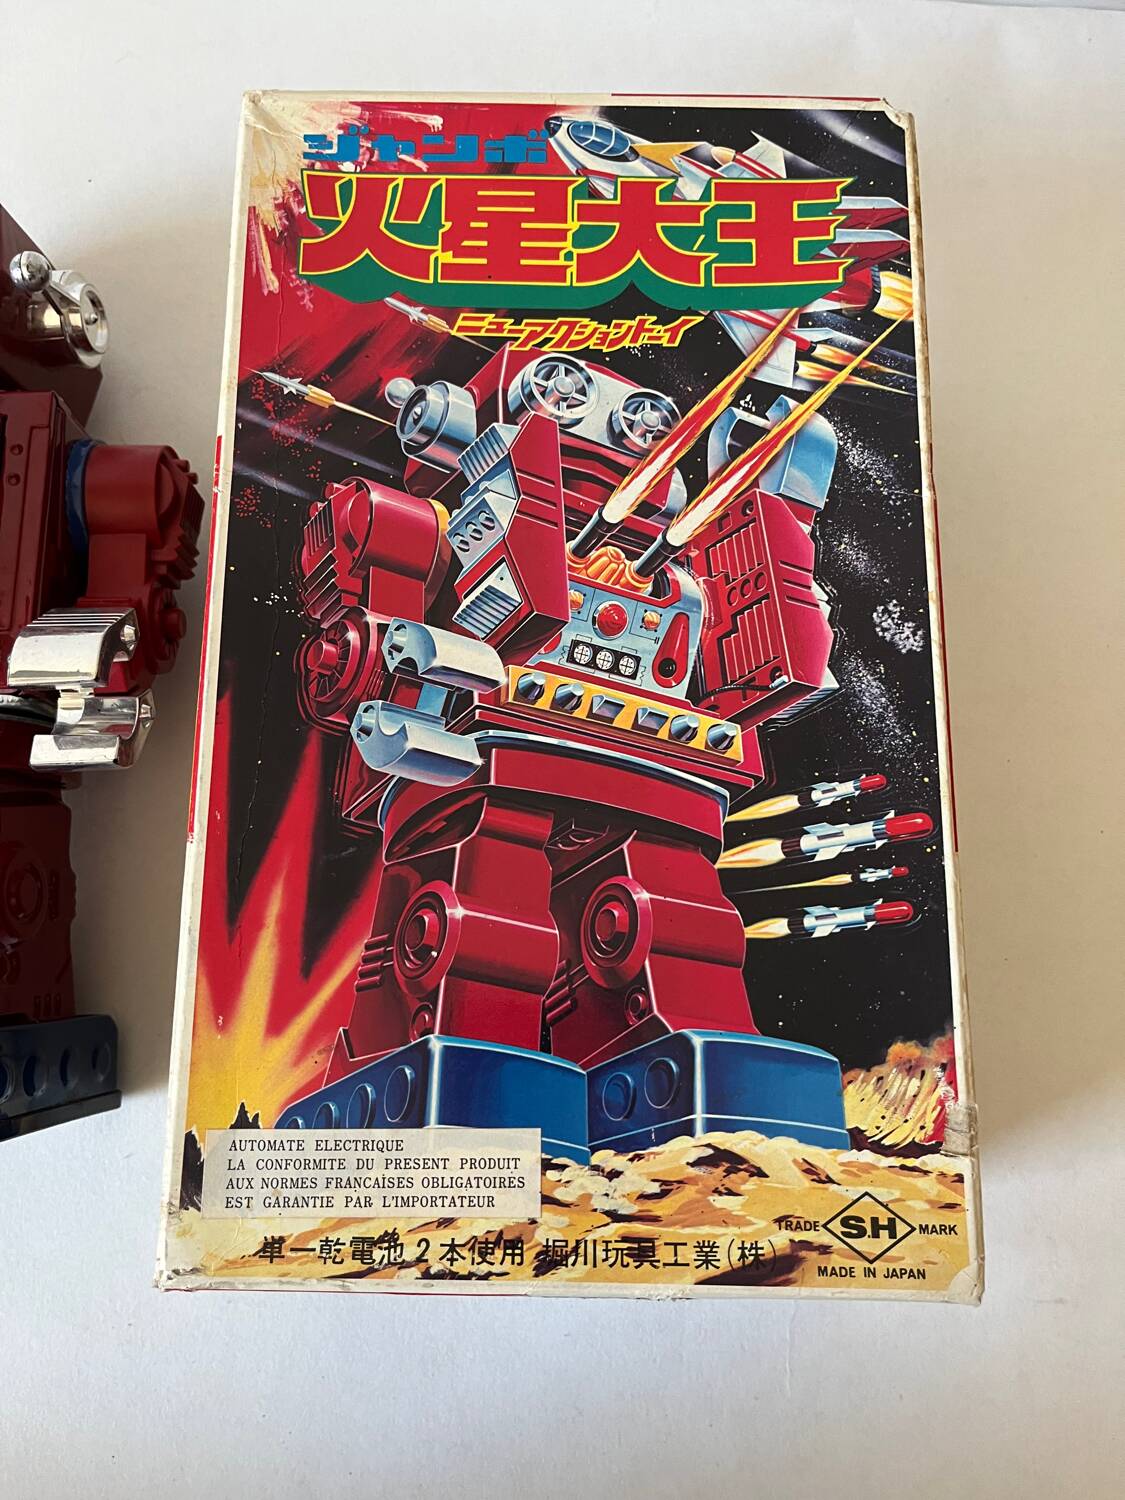 ジャンボ
火星大王
ニューアクショントーイ
AUTOMATE ELECTRIQUE
LA CONFORMITE DU PRESENT PRODUIT
AUX NORMES FRANCAISES OBLIGATOIRES
EST GARANTIE PAR L'IMPORTATEUR
単一乾電池2本使用 堀川玩具工業(株)
TRADE S.H MARK
MADE IN JAPAN